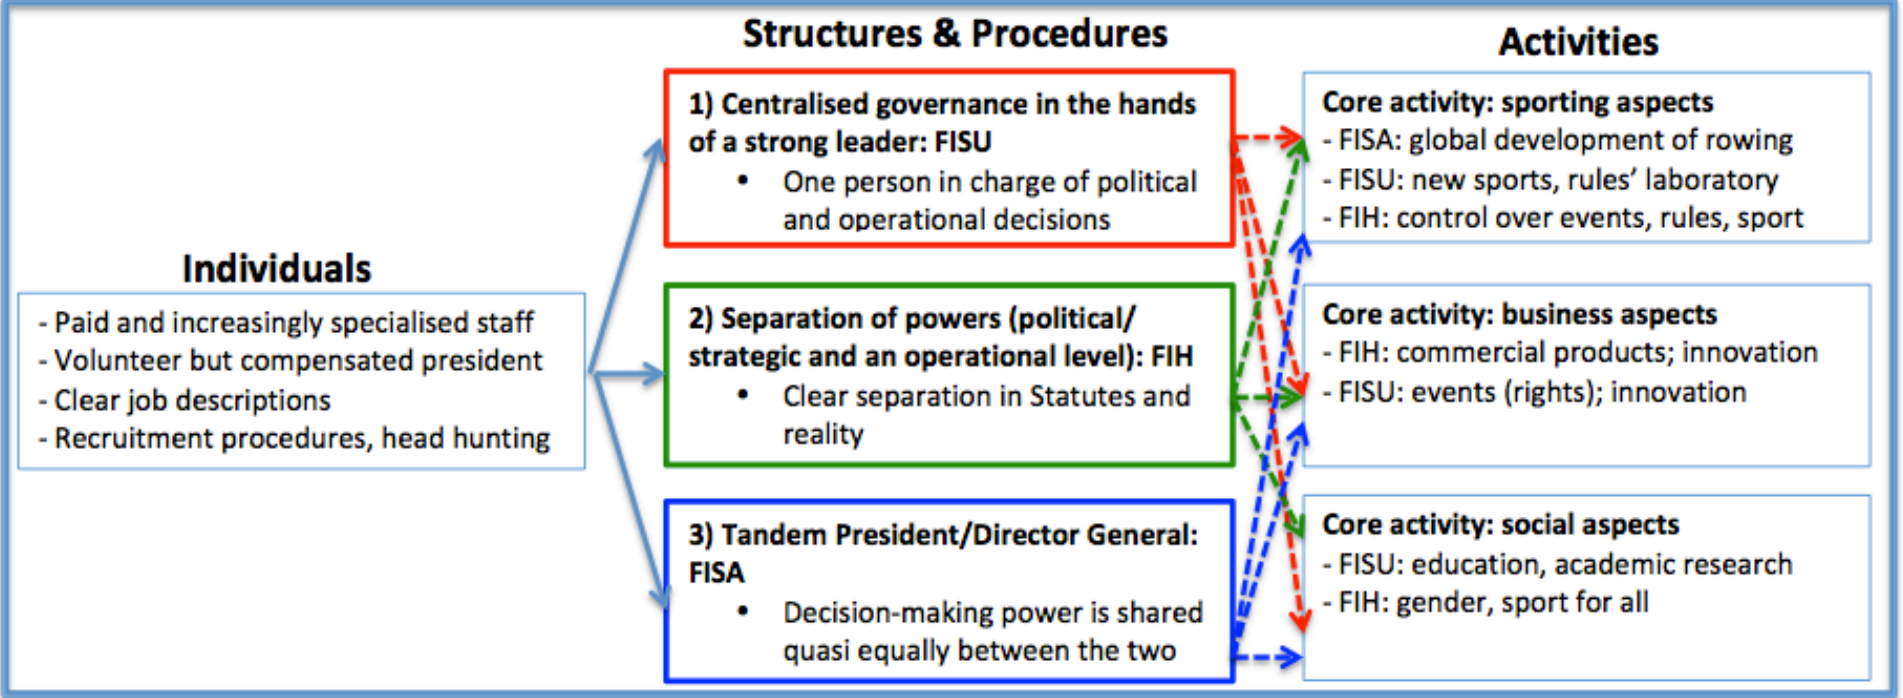 Individuals
- Paid and increasingly specialised staff
- Volunteer but compensated president
- Clear job descriptions
- Recruitment procedures, head hunting
Structures & Procedures
1) Centralised governance in the hands
of a strong leader: FISU
• One person in charge of political
and operational decisions
2) Separation of powers (political/
strategic and an operational level): FIH
• Clear separation in Statutes and
reality
3) Tandem President/Director General:
FISA
• Decision-making power is shared
quasi equally between the two
Activities
Core activity: sporting aspects
- FISA: global development of rowing
- FISU: new sports, rules’ laboratory
- FIH: control over events, rules, sport
Core activity: business aspects
- FIH: commercial products; innovation
- FISU: events (rights); innovation
Core activity: social aspects
- FISU: education, academic research
- FIH: gender, sport for all